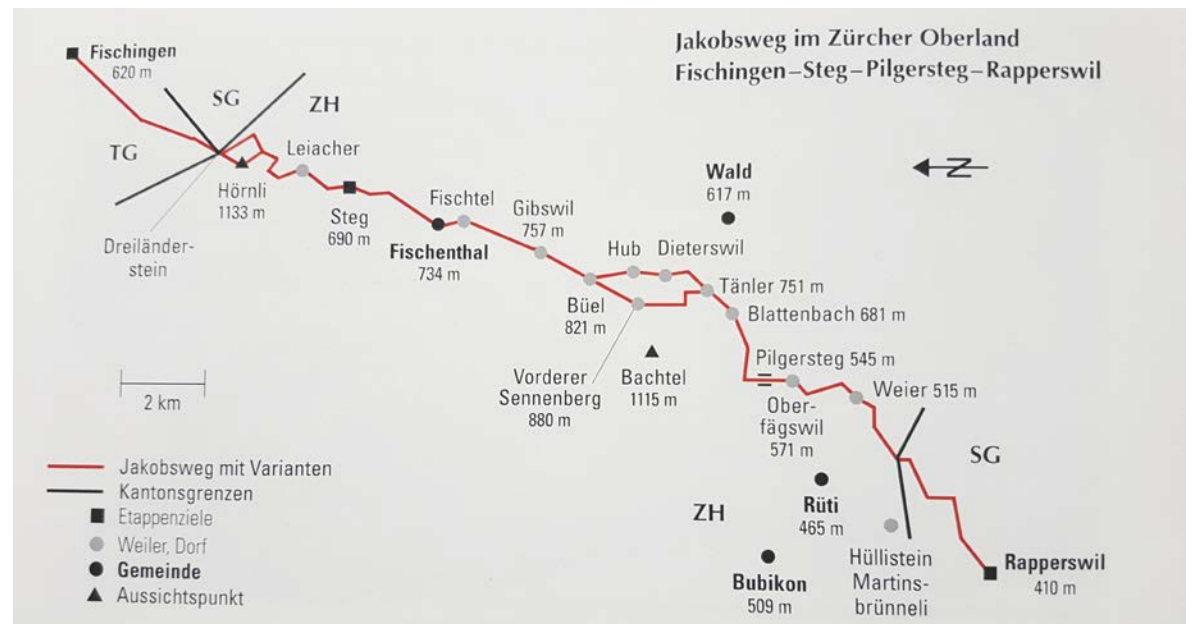 Jakobsweg im Zürcher Oberland
Fischingen–Steg–Pilgersteg–Rapperswil
Fischingen
620 m
SG
ZH
TG
Leiacher
Hörnli
1133 m
Dreiländer-
stein
Steg
690 m
Fischtel
Fischenthal
734 m
Gibswil
757 m
Wald
617 m
N
Hub
Dieterswil
Büel
821 m
Tänler 751 m
Blattenbach 681 m
Vorderer
Sennenberg
880 m
Bachtel
1115 m
Pilgersteg 545 m
Ober-
fägswil
571 m
Weier 515 m
SG
ZH
Rüti
465 m
Bubikon
509 m
Hüllistein
Martins-
brünneli
Rapperswil
410 m
2 km
Jakobsweg mit Varianten
Kantonsgrenzen
Etappenziele
Weiler, Dorf
Gemeinde
Aussichtspunkt